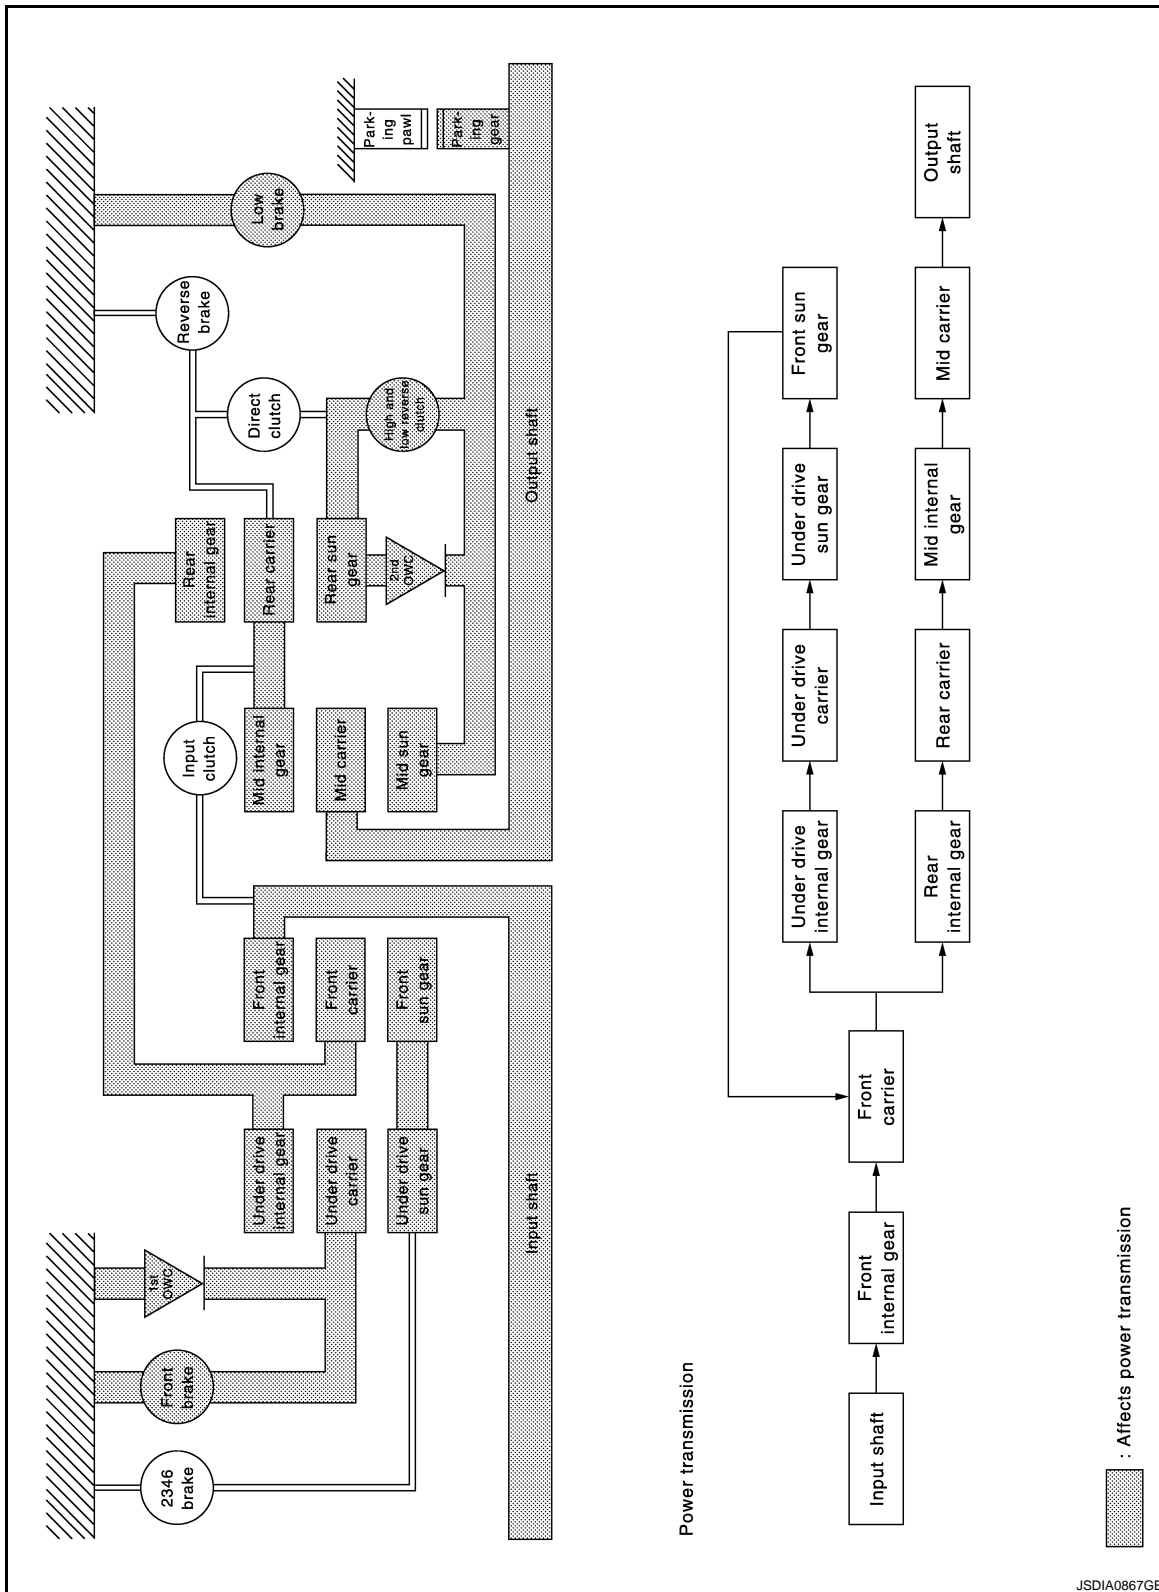 2346
brake
Front
brake
1st
OWC
Under drive
internal gear
Under drive
carrier
Under drive
sun gear
Front
internal gear
Front
carrier
Front
sun gear
Input shaft
Input
clutch
Mid internal
gear
Mid carrier
Mid sun
gear
Rear
internal gear
Rear carrier
Rear sun
gear
2nd
OWC
Direct
clutch
High and
low reverse
clutch
Reverse
brake
Low
brake
Output shaft
Park-
ing
pawl
Park-
ing
gear
Power transmission
Input shaft
Front
internal gear
Front
carrier
Under drive
internal gear
Under drive
carrier
Under drive
sun gear
Front sun
gear
Rear
internal gear
Rear carrier
Mid internal
gear
Mid carrier
Output
shaft
: Affects power transmission